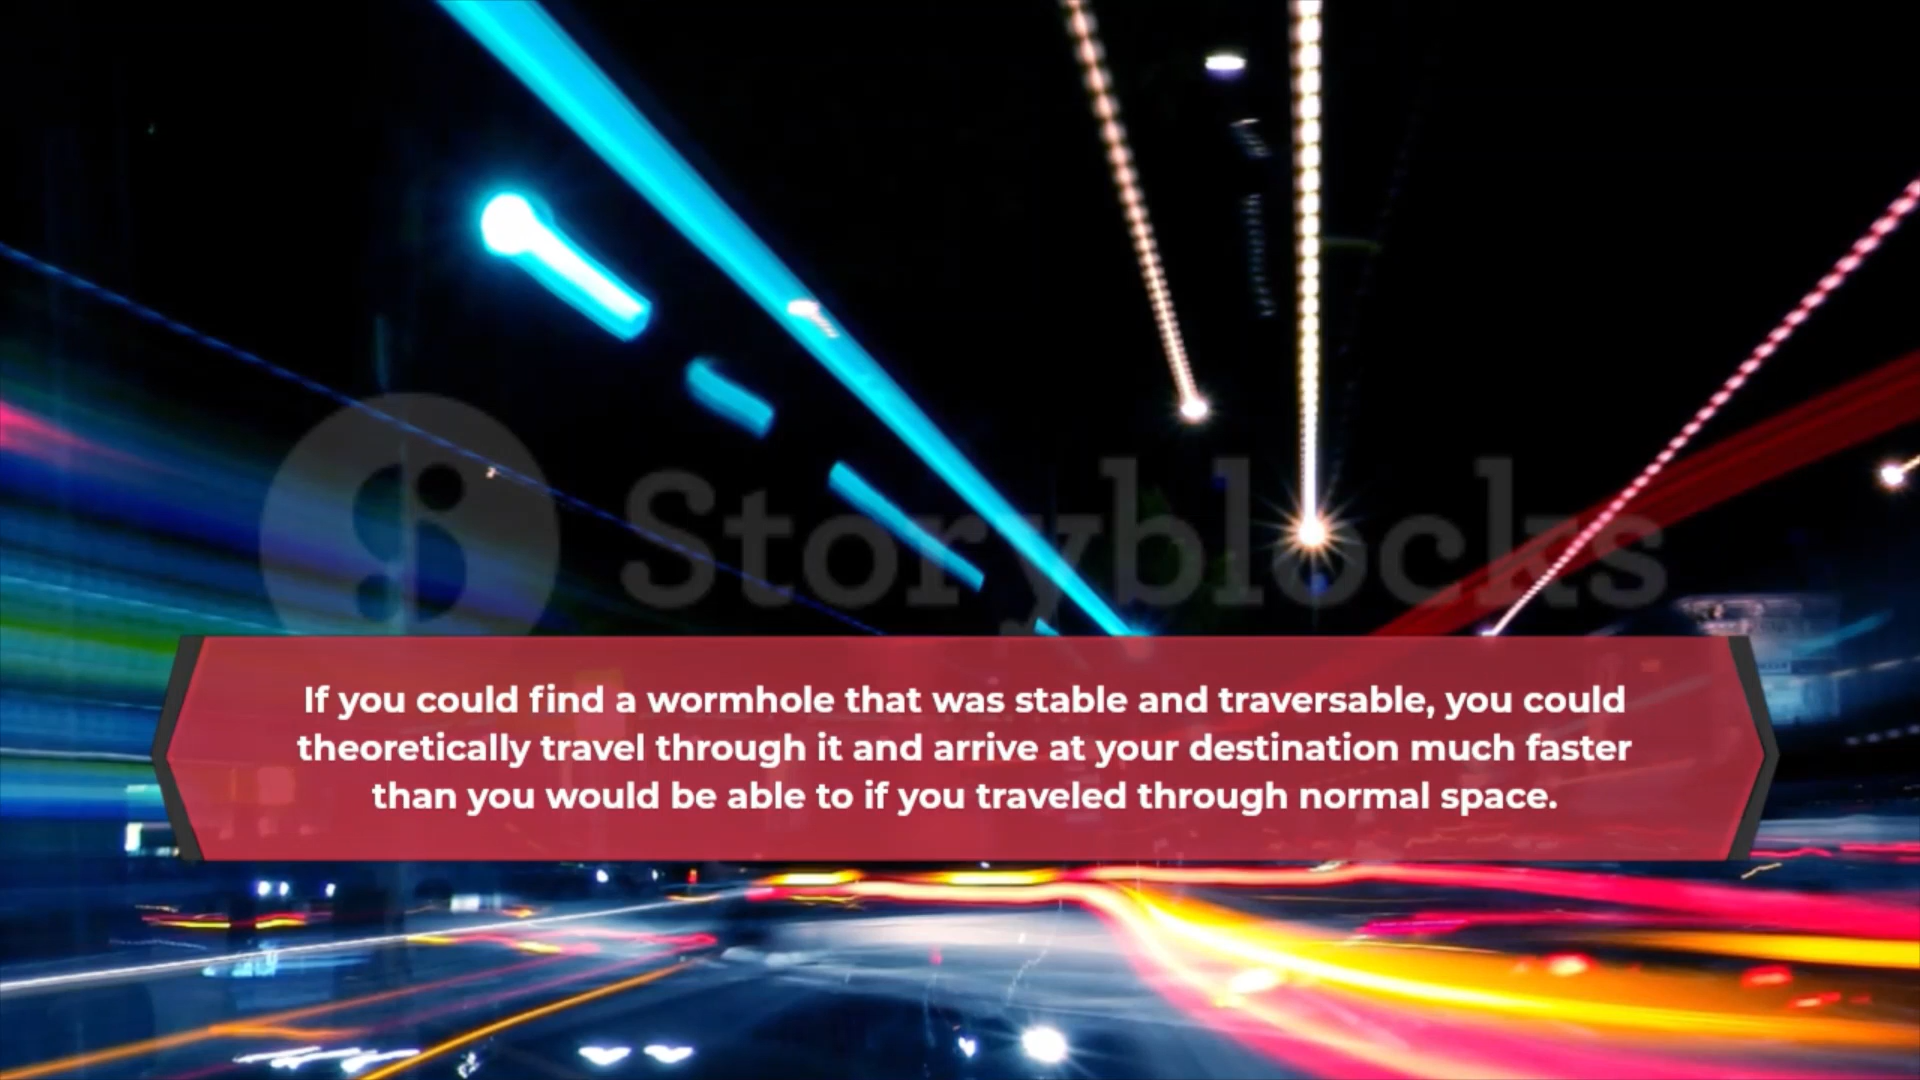 Storyblocks
If you could find a wormhole that was stable and traversable, you could
theoretically travel through it and arrive at your destination much faster
than you would be able to if you traveled through normal space.